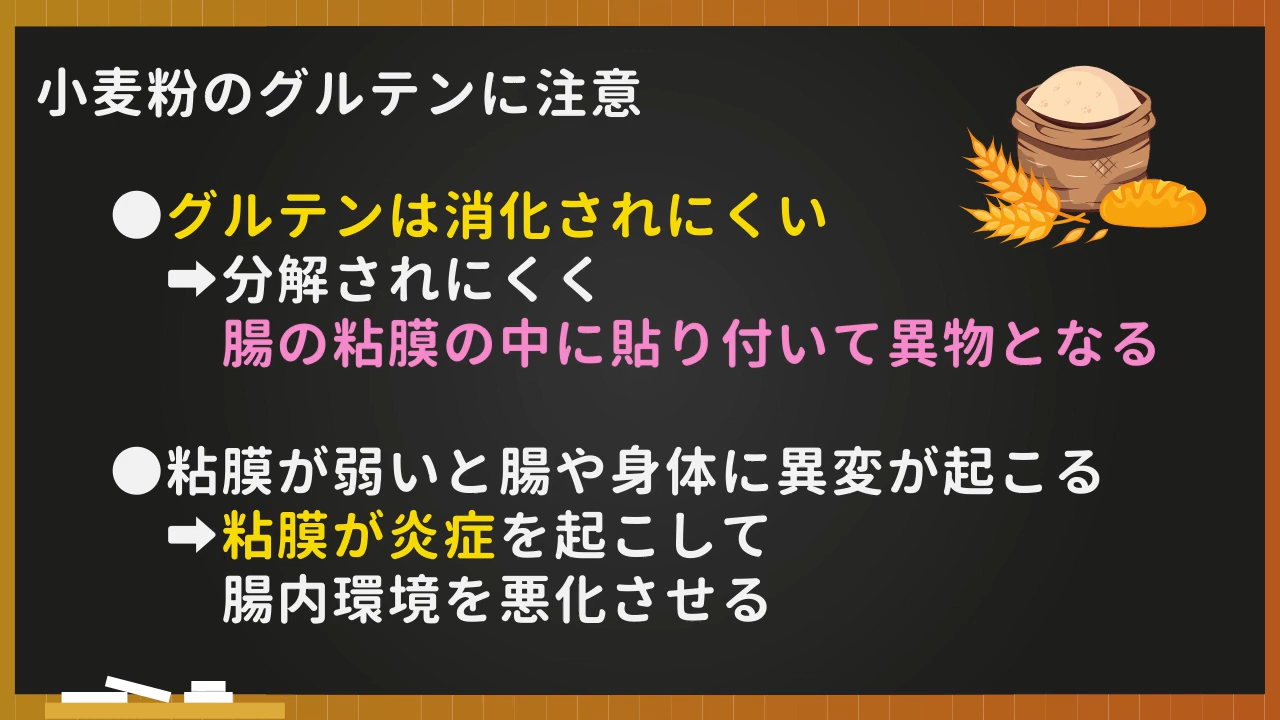 小麦粉のグルテンに注意
●グルテンは消化されにくい
➡分解されにくく
腸の粘膜の中に貼り付いて異物となる
●粘膜が弱いと腸や身体に異変が起こる
➡粘膜が炎症を起こして
腸内環境を悪化させる